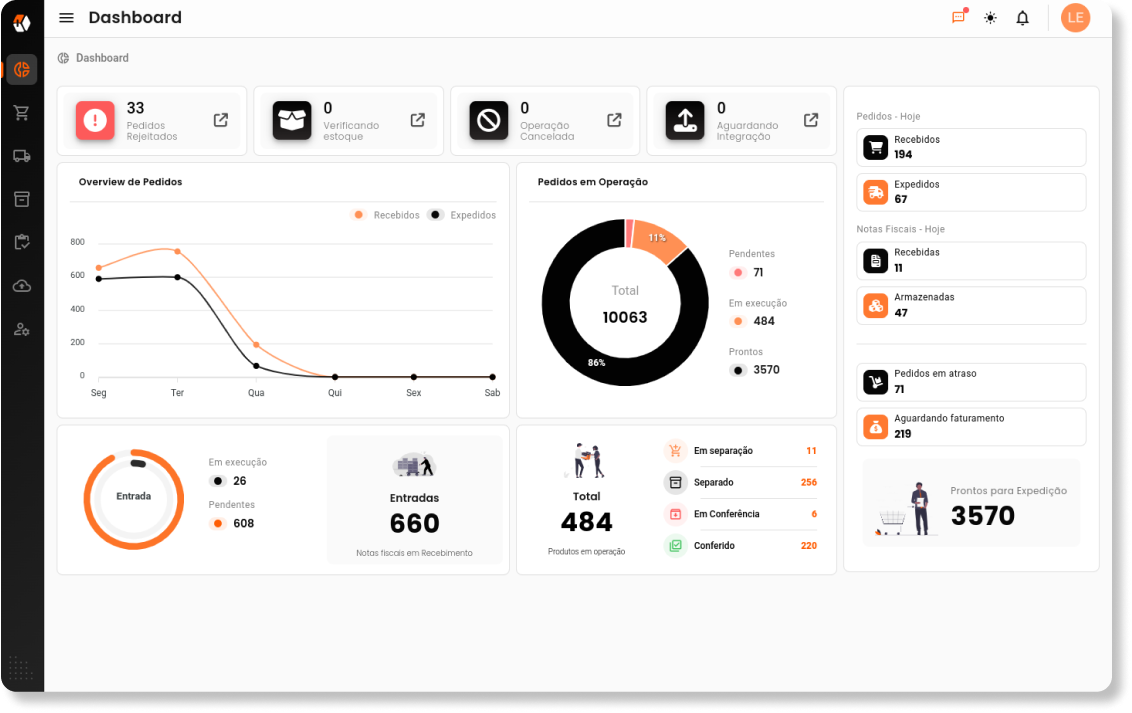 Dashboard
LE
Dashboard
33
Pedidos
Rejeitados
0
Verificando
estoque
0
Operação
Cancelada
0
Aguardando
Integração
Overview de Pedidos
Recebidos
Expedidos
800
600
400
200
0
Seg
Ter
Qua
Qui
Sex
Sab
Pedidos em Operação
11%
86%
Total
10063
Pendentes
71
Em execução
484
Prontos
3570
Pedidos - Hoje
Recebidos
194
Expedidos
67
Notas Fiscais - Hoje
Recebidas
11
Armazenadas
47
Pedidos em atraso
71
Aguardando faturamento
219
Prontos para Expedição
3570
Entrada
Em execução
26
Pendentes
608
Entradas
660
Notas fiscais em Recebimento
Total
484
Produtos em operação
Em separação 11
Separado 256
Em Conferência 6
Conferido 220